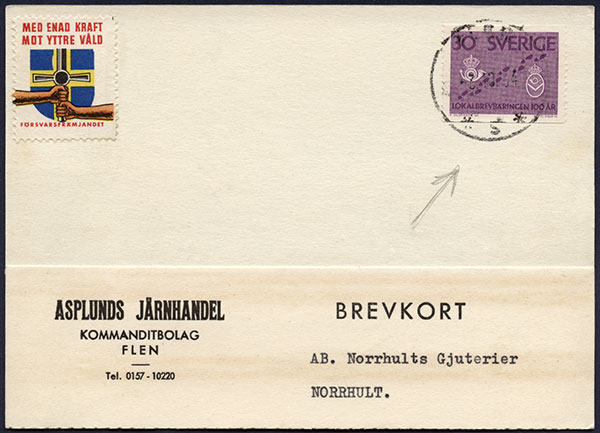 MED ENAD KRAFT
MOT YTTRE VÅLD
FÖRSVARSFRÄMJANDET
30 SVERIGE
LOKALBREVBÄRINGEN 100 ÅR
* S *
ASPLUNDS JÄRNHANDEL
KOMMANDITBOLAG
FLEN
Tel. 0157 - 10220
BREVKORT
AB. Norrhults Gjuterier
NORRHULT.